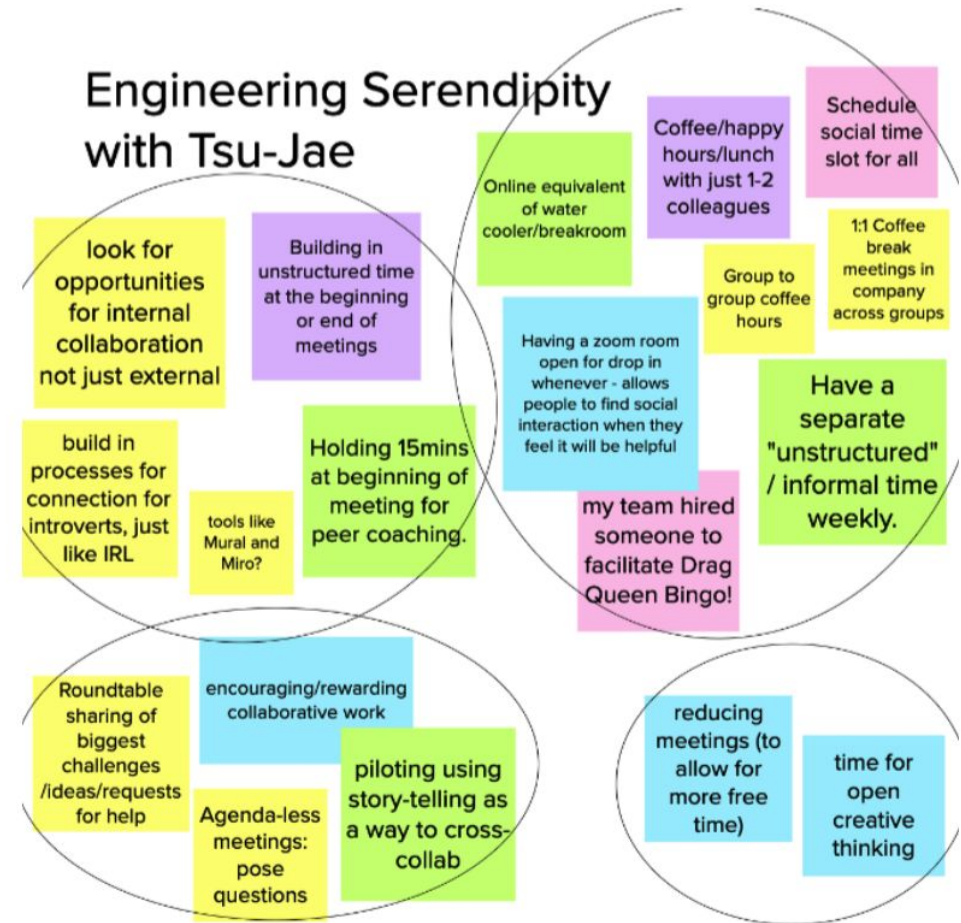 Engineering Serendipity
with Tsu-Jae
look for
opportunities
for internal
collaboration
not just external
Building in
unstructured time
at the beginning
or end of
meetings
build in
processes for
connection for
introverts, just
like IRL
tools like
Mural and
Miro?
Holding 15mins
at beginning of
meeting for
peer coaching.
Online equivalent
of water
cooler/breakroom
Coffee/happy
hours/lunch
with just 1-2
colleagues
Schedule
social time
slot for all
Group to
group coffee
hours
1:1 Coffee
break
meetings in
company
across groups
Having a zoom room
open for drop in
whenever - allows
people to find social
interaction when they
feel it will be helpful
Have a
separate
"unstructured"
/ informal time
weekly.
my team hired
someone to
facilitate Drag
Queen Bingo!
Roundtable
sharing of
biggest
challenges
/ideas/requests
for help
encouraging/rewarding
collaborative work
Agenda-less
meetings:
pose
questions
piloting using
story-telling as
a way to cross-
collab
reducing
meetings (to
allow for
more free
time)
time for
open
creative
thinking